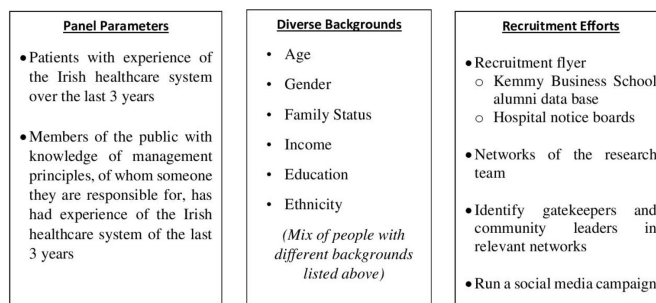 Panel Parameters
•Patients with experience of
the Irish healthcare system
over the last 3 years
•Members of the public with
knowledge of management
principles, of whom someone
they are responsible for, has
had experience of the Irish
healthcare system of the last
3 years
Diverse Backgrounds
• Age
• Gender
• Family Status
• Income
• Education
• Ethnicity
(Mix of people with
different backgrounds
listed above)
Recruitment Efforts
•Recruitment flyer
o Kemmy Business School
alumni data base
o Hospital notice boards
•Networks of the research
team
•Identify gatekeepers and
community leaders in
relevant networks
•Run a social media campaign